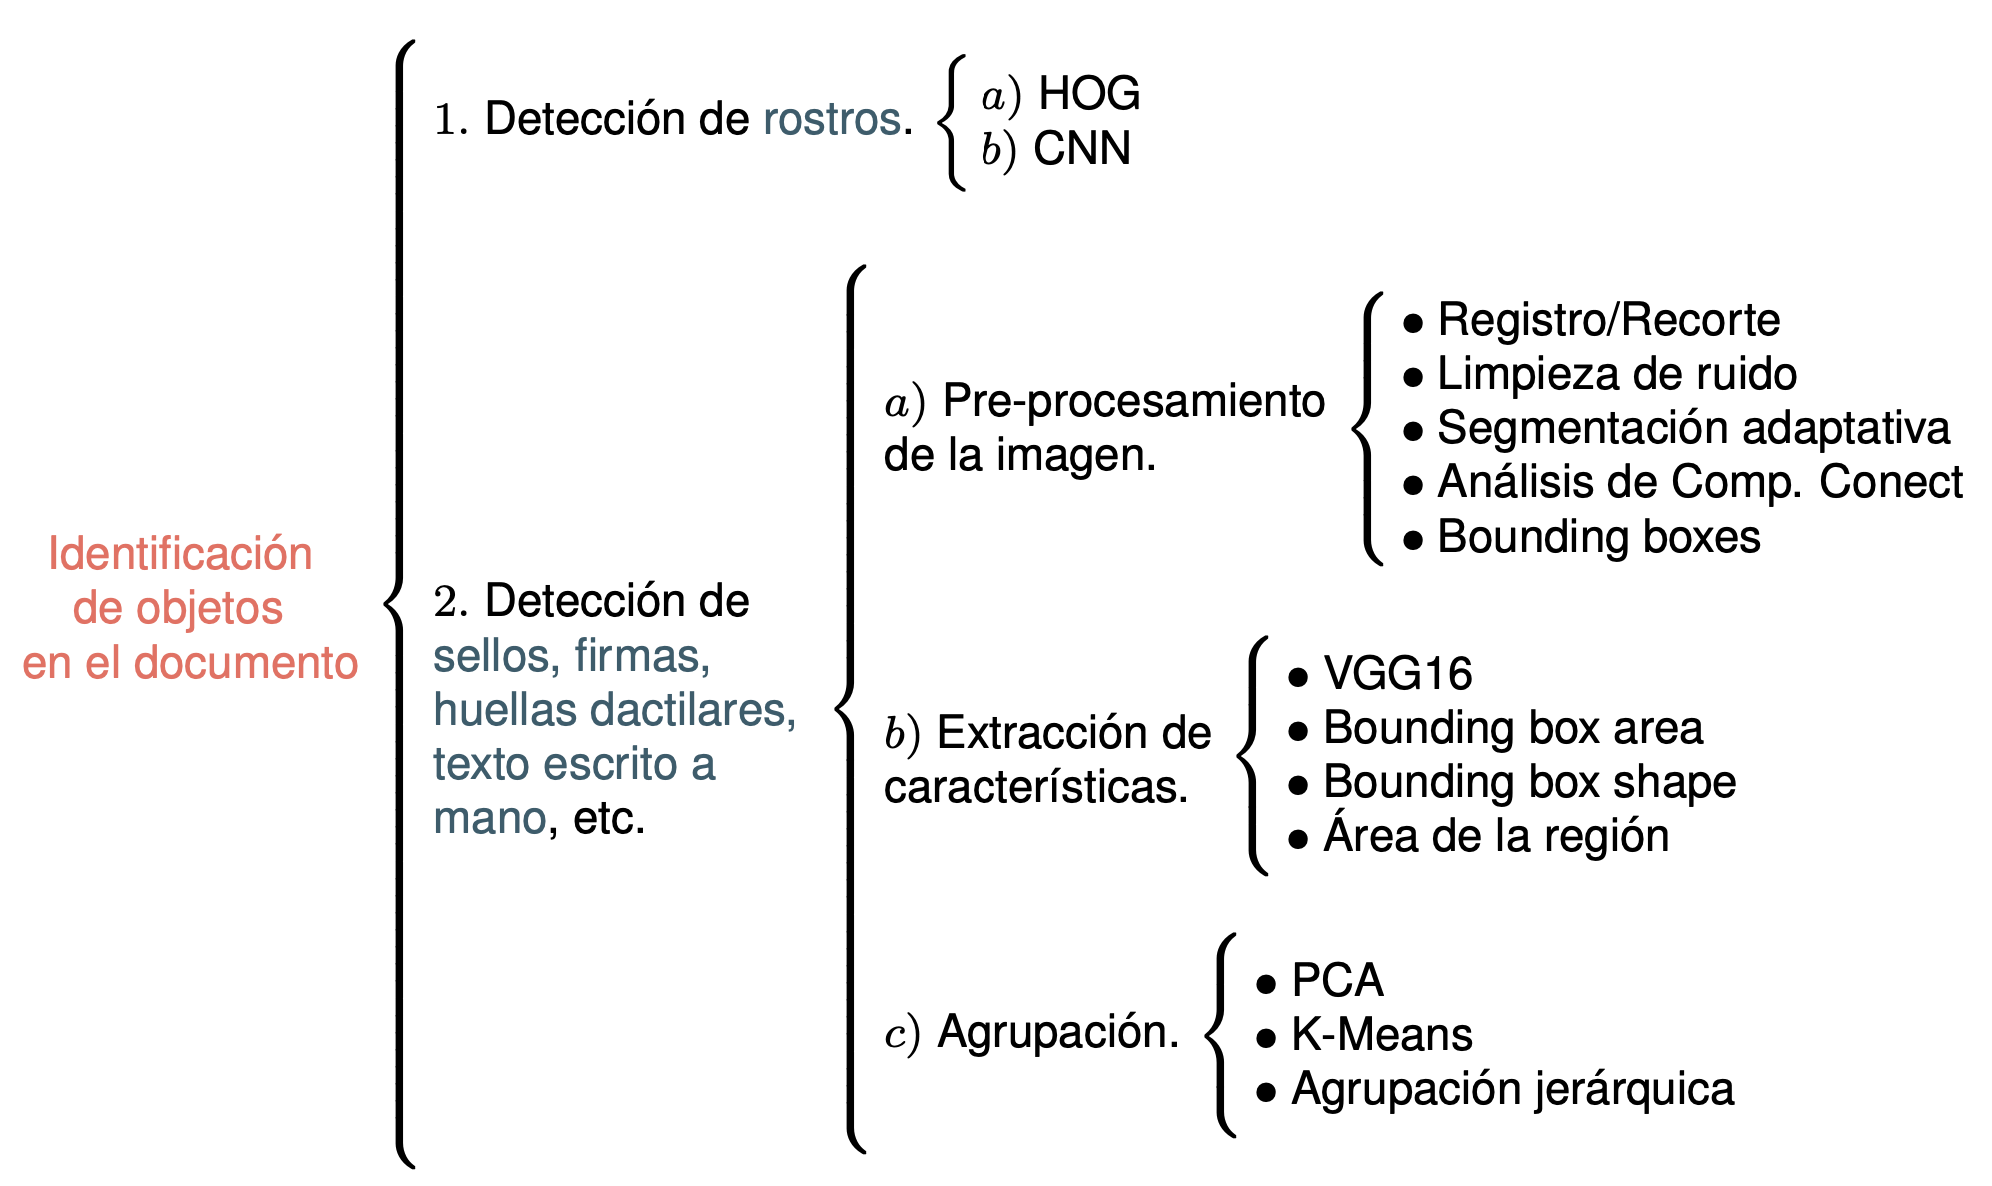 Identificación
de objetos
en el documento
1. Detección de rostros.
a) HOG
b) CNN
2. Detección de
sellos, firmas,
huellas dactilares,
texto escrito a
mano, etc.
a) Pre-procesamiento
de la imagen.
• Registro/Recorte
• Limpieza de ruido
• Segmentación adaptativa
• Análisis de Comp. Conect
• Bounding boxes
b) Extracción de
características.
• VGG16
• Bounding box area
• Bounding box shape
• Área de la región
c) Agrupación.
• PCA
• K-Means
• Agrupación jerárquica